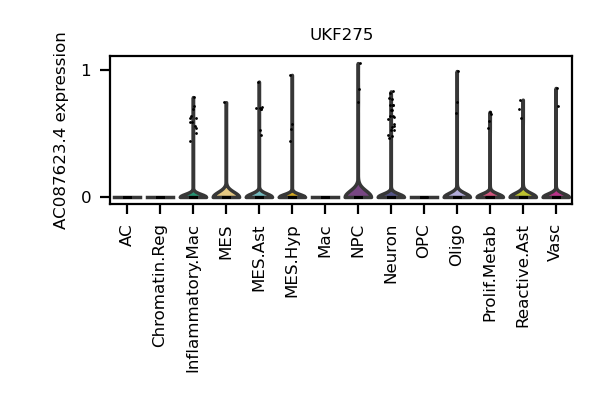 UKF275
AC087623.4 expression
1
0
AC
Chromatin.Reg
Inflammatory.Mac
MES
MES.Ast
MES.Hyp
Mac
NPC
Neuron
OPC
Oligo
Prolif.Metab
Reactive.Ast
Vasc